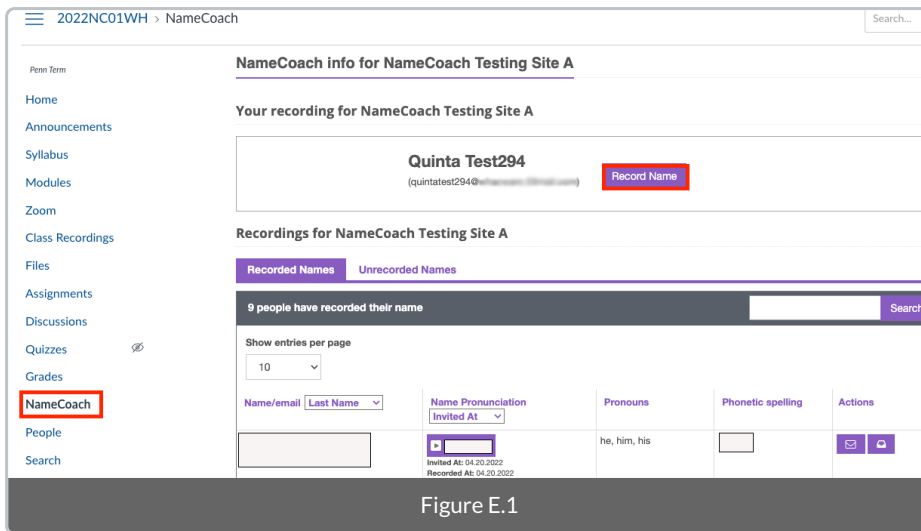 2022NC01WH > NameCoach
Search...
Penn Term
Home
Announcements
Syllabus
Modules
Zoom
Class Recordings
Files
Assignments
Discussions
Quizzes
Grades
NameCoach
People
Search
NameCoach info for NameCoach Testing Site A
Your recording for NameCoach Testing Site A
Quinta Test294
(quintatest294@
Record Name
Recordings for NameCoach Testing Site A
Recorded Names Unrecorded Names
9 people have recorded their name
Search
Show entries per page
10
Name/email Last Name Name Pronunciation Pronouns Phonetic spelling Actions
Invited At
he, him, his
Invited At: 04.20.2022
Recorded At: 04.20.2022
Figure E.1